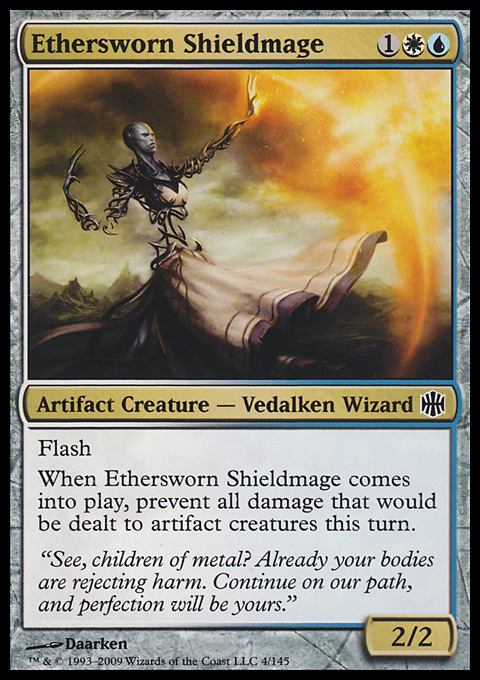 Ethersworn Shieldmage 1
Artifact Creature — Vedalken Wizard
Flash
When Ethersworn Shieldmage comes
into play, prevent all damage that would
be dealt to artifact creatures this turn.
“See, children of metal? Already your bodies
are rejecting harm. Continue on our path,
and perfection will be yours.”
Daarken
2/2
™ & © 1993–2009 Wizards of the Coast LLC 4/145